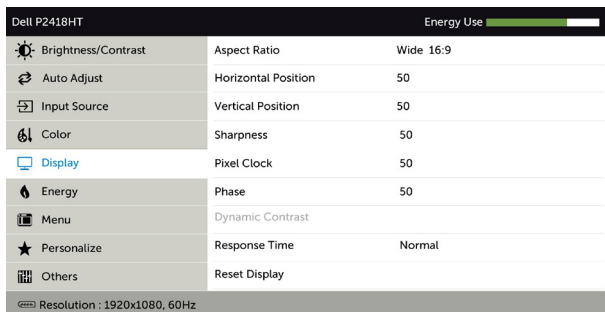 Dell P2418HT Energy Use
Brightness/Contrast Aspect Ratio Wide 16:9
Auto Adjust Horizontal Position 50
Input Source Vertical Position 50
Color Sharpness 50
Display Pixel Clock 50
Energy Phase 50
Menu Dynamic Contrast
Personalize Response Time Normal
Others Reset Display
Resolution : 1920x1080, 60Hz